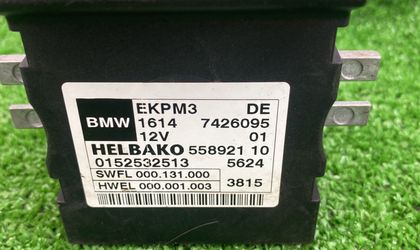 EKPM3 DE
BMW 1614 7426095
12V 01
HELBAKO 558921 10
0152532513 5624
SWFL 000.131.000
HWEL 000.001.003 3815